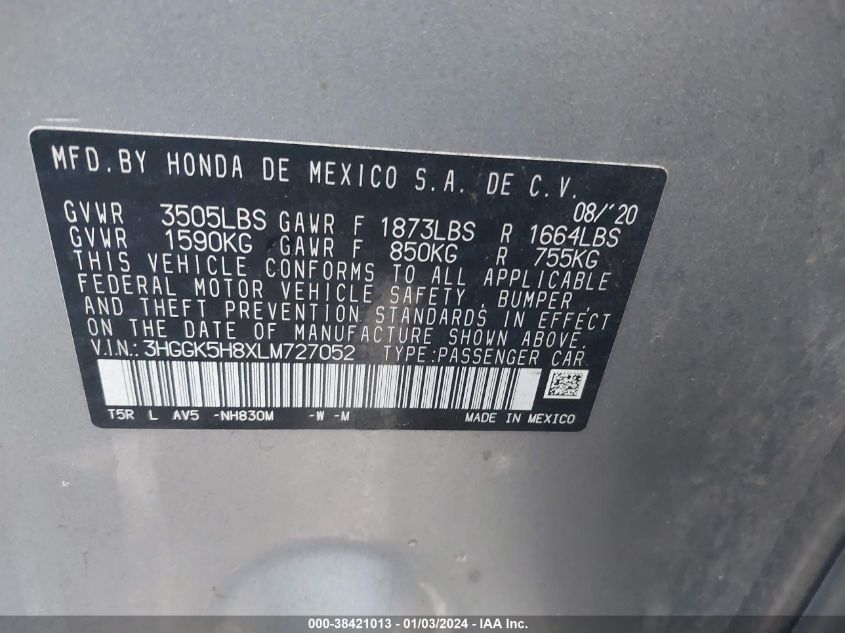 MFD. BY HONDA DE MEXICO S.A. DE C.V.
08/'20
GVWR 3505LBS GAWR F 1873LBS R 1664LBS
GVWR 1590KG GAWR F 850KG R 755KG
THIS VEHICLE CONFORMS TO ALL APPLICABLE
FEDERAL MOTOR VEHICLE SAFETY, BUMPER,
AND THEFT PREVENTION STANDARDS IN EFFECT
ON THE DATE OF MANUFACTURE SHOWN ABOVE.
V.I.N.: 3HGGK5H8XLM727052 TYPE:PASSENGER CAR
T5R L AV5 -NH830M -W -M MADE IN MEXICO
000-38421013 - 01/03/2024 - IAA Inc.